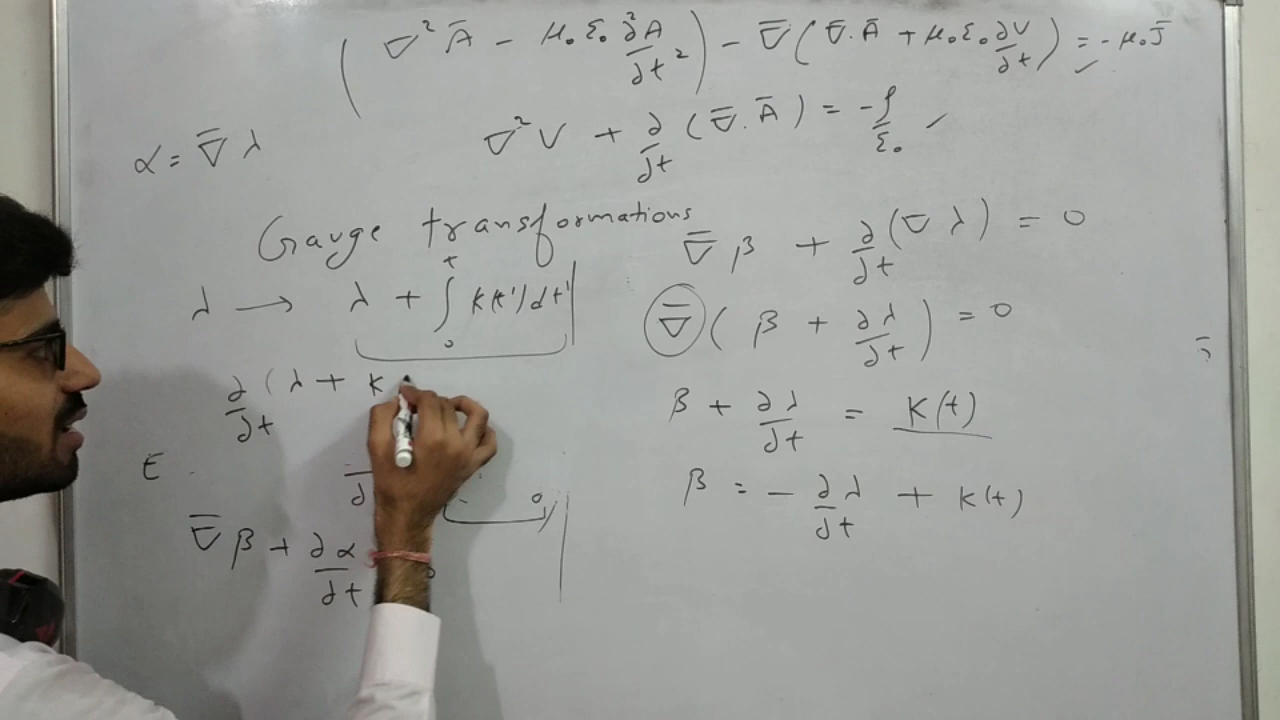 ( ∇̄²Ā − μ₀ε₀ ∂²A/∂t² ) − ∇̄(∇̄.Ā + μ₀ε₀ ∂V/∂t) = − μ₀J̄
∇²V + ∂/∂t (∇̄.Ā) = −ρ/ε₀ ✓
α = ∇̄λ
Gauge transformations
λ → λ + ∫₀ᵗ k(t')dt'
∂/∂t (λ + k
E
∇̄β + ∂α/∂t
∇̄β + ∂/∂t (∇λ) = 0
∇̄(β + ∂λ/∂t) = 0
β + ∂λ/∂t = K(t)
β = − ∂λ/∂t + K(t)